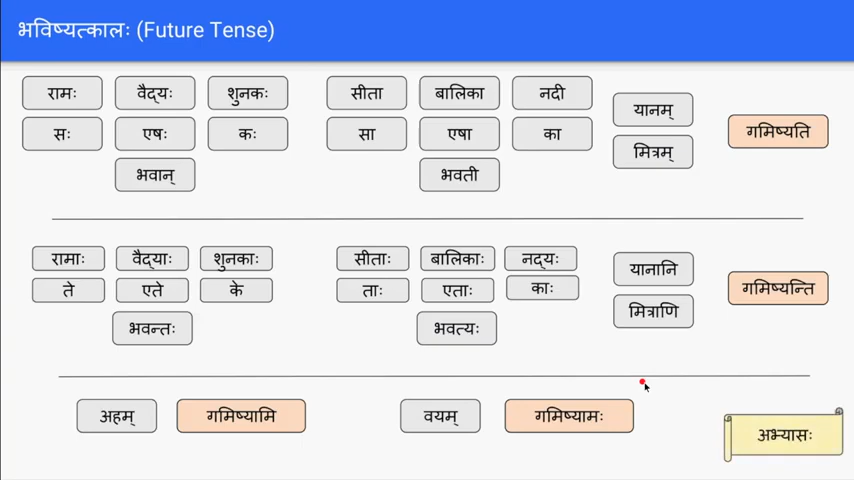 भविष्यत्कालः (Future Tense)
रामः वैद्यः शुनकः सीता बालिका नदी यानम् गमिष्यति
सः एषः कः सा एषा का मित्रम्
भवान् भवती
रामाः वैद्याः शुनकाः सीताः बालिकाः नद्यः यानानि गमिष्यन्ति
ते एते के ताः एताः काः मित्राणि
भवन्तः भवत्यः
अहम् गमिष्यामि वयम् गमिष्यामः अभ्यासः